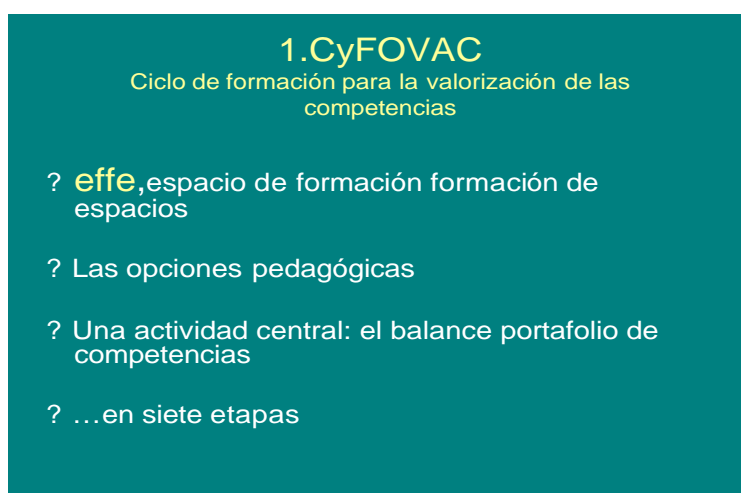 1.CyFOVAC
Ciclo de formación para la valorización de las
competencias
? effe,espacio de formación formación de
espacios
? Las opciones pedagógicas
? Una actividad central: el balance portafolio de
competencias
? …en siete etapas